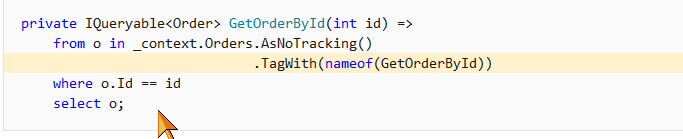 private IQueryable<Order> GetOrderById(int id) =>
    from o in _context.Orders.AsNoTracking()
                             .TagWith(nameof(GetOrderById))
    where o.Id == id
    select o;